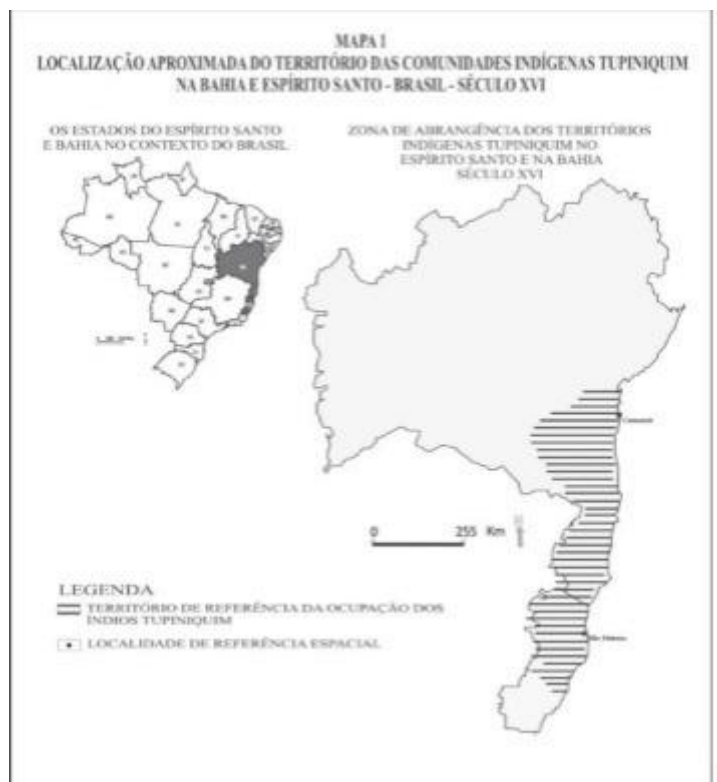 MAPA 1
LOCALIZAÇÃO APROXIMADA DO TERRITÓRIO DAS COMUNIDADES INDÍGENAS TUPINIQUIM
NA BAHIA E ESPÍRITO SANTO - BRASIL - SÉCULO XVI
OS ESTADOS DO ESPÍRITO SANTO
E BAHIA NO CONTEXTO DO BRASIL
ZONA DE ABRANGÊNCIA DOS TERRITÓRIOS
INDÍGENAS TUPINIQUIM NO
ESPÍRITO SANTO E NA BAHIA
SÉCULO XVI
0 255 Km
LEGENDA
TERRITÓRIO DE REFERÊNCIA DA OCUPAÇÃO DOS
ÍNDIOS TUPINIQUIM
LOCALIDADE DE REFERÊNCIA ESPACIAL